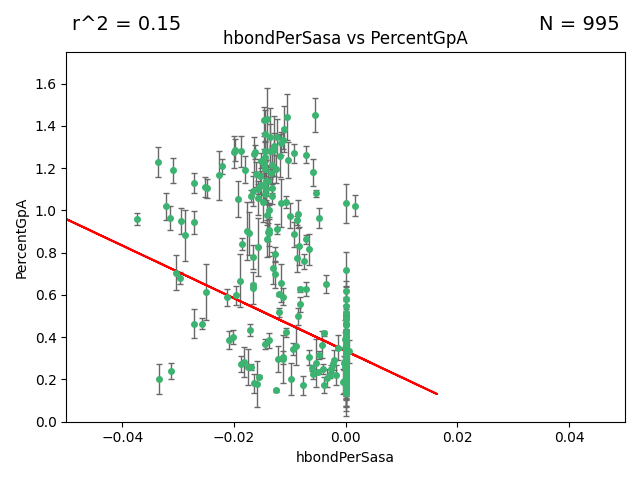 r^2 = 0.15
N = 995
hbondPerSasa vs PercentGpA
1.6
1.4
1.2
1.0
0.8
0.6
0.4
0.2
0.0
PercentGpA
−0.04
−0.02
0.00
0.02
0.04
hbondPerSasa